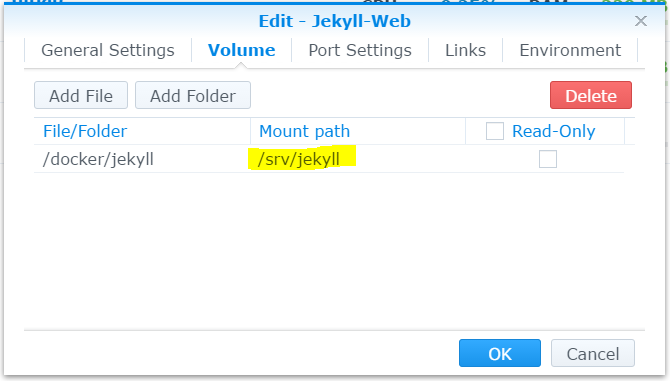 Edit - Jekyll-Web
General Settings Volume Port Settings Links Environment
Add File Add Folder Delete
File/Folder Mount path Read-Only
/docker/jekyll /srv/jekyll
OK Cancel